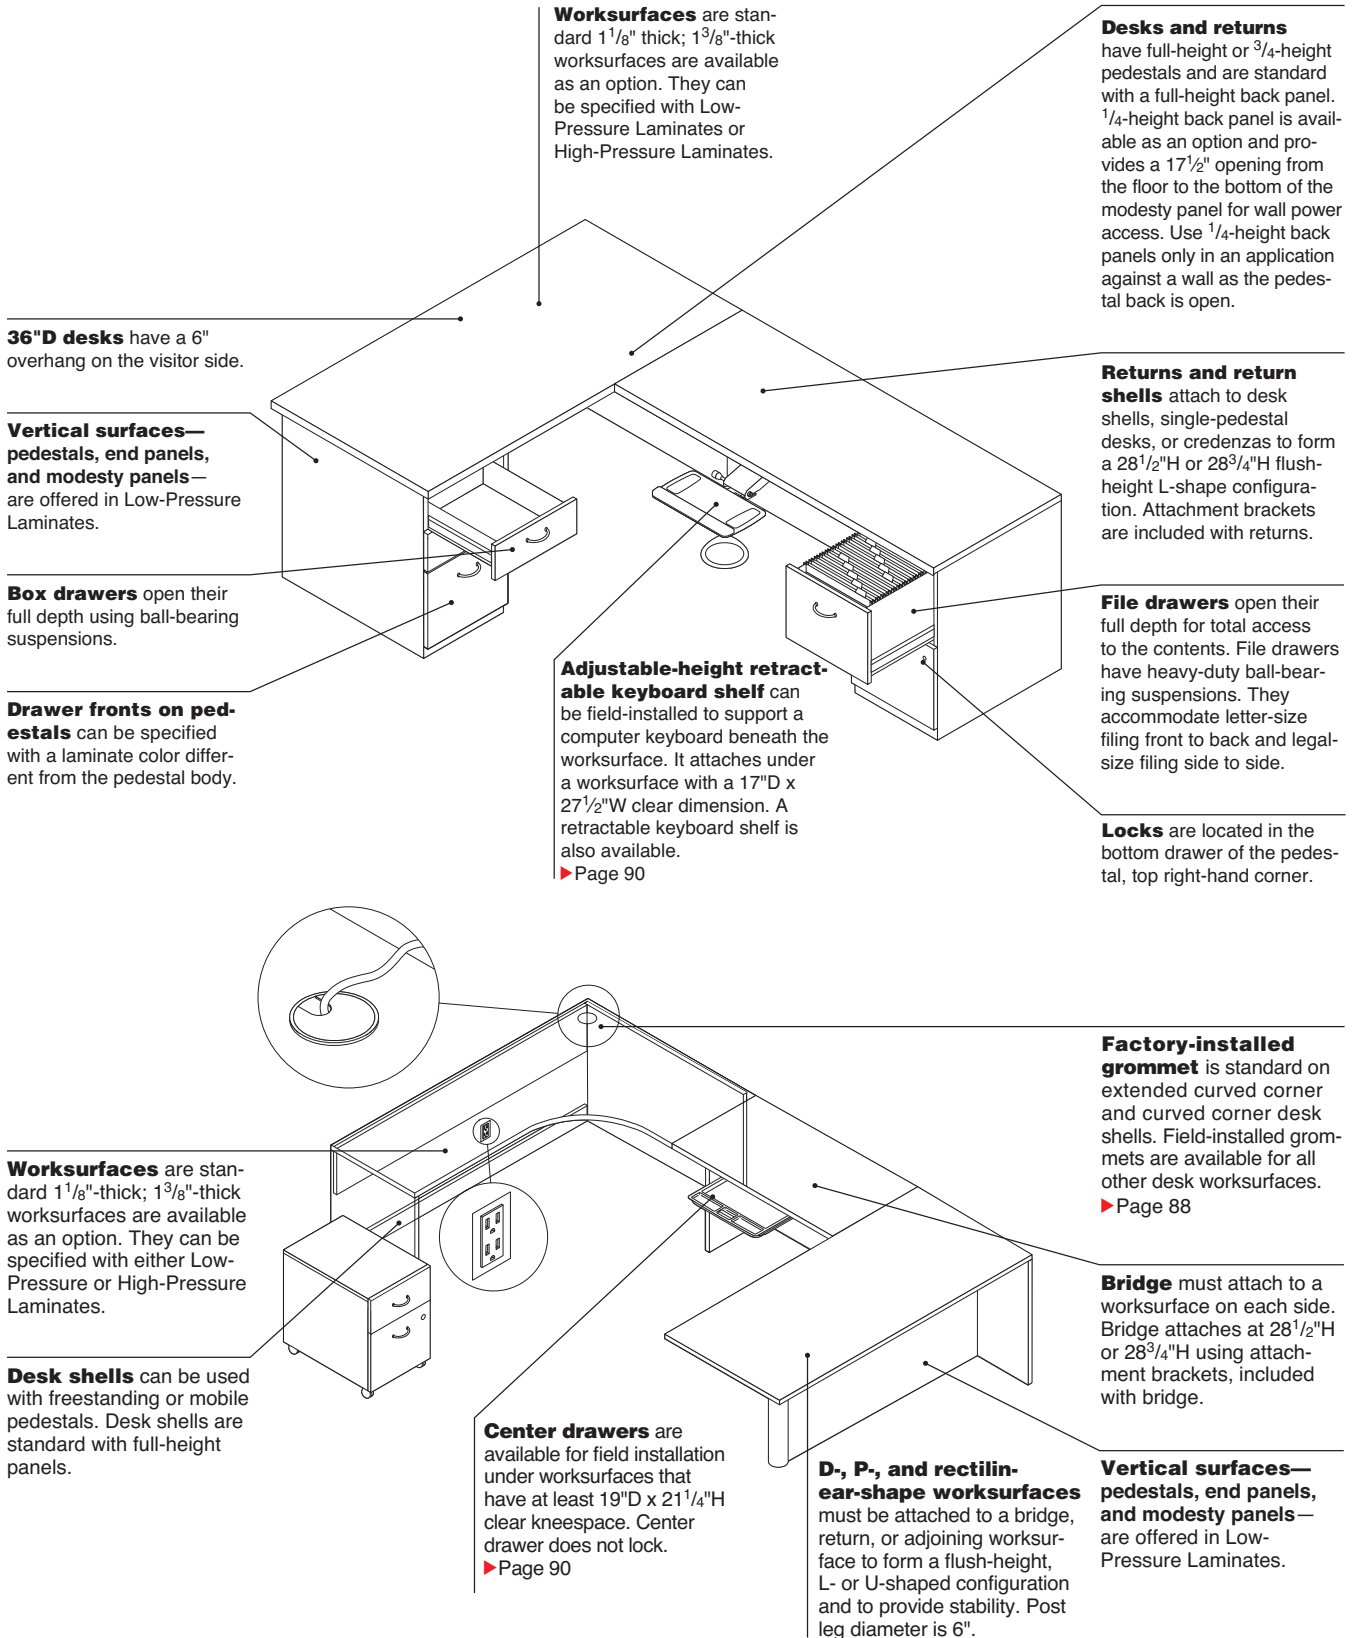 Worksurfaces are stan-
dard 1 1/8" thick; 1 3/8"-thick
worksurfaces are available
as an option. They can
be specified with Low-
Pressure Laminates or
High-Pressure Laminates.
Desks and returns
have full-height or 3/4-height
pedestals and are standard
with a full-height back panel.
1/4-height back panel is avail-
able as an option and pro-
vides a 17 1/2" opening from
the floor to the bottom of the
modesty panel for wall power
access. Use 1/4-height back
panels only in an application
against a wall as the pedes-
tal back is open.
36"D desks have a 6"
overhang on the visitor side.
Vertical surfaces—
pedestals, end panels,
and modesty panels—
are offered in Low-Pressure
Laminates.
Box drawers open their
full depth using ball-bearing
suspensions.
Drawer fronts on ped-
estals can be specified
with a laminate color differ-
ent from the pedestal body.
Adjustable-height retract-
able keyboard shelf can
be field-installed to support a
computer keyboard beneath the
worksurface. It attaches under
a worksurface with a 17"D x
27 1/2"W clear dimension. A
retractable keyboard shelf is
also available.
▶Page 90
Returns and return
shells attach to desk
shells, single-pedestal
desks, or credenzas to form
a 28 1/2"H or 28 3/4"H flush-
height L-shape configura-
tion. Attachment brackets
are included with returns.
File drawers open their
full depth for total access
to the contents. File drawers
have heavy-duty ball-bear-
ing suspensions. They
accommodate letter-size
filing front to back and legal-
size filing side to side.
Locks are located in the
bottom drawer of the pedes-
tal, top right-hand corner.
Worksurfaces are stan-
dard 1 1/8"-thick; 1 3/8"-thick
worksurfaces are available
as an option. They can be
specified with either Low-
Pressure or High-Pressure
Laminates.
Desk shells can be used
with freestanding or mobile
pedestals. Desk shells are
standard with full-height
panels.
Center drawers are
available for field installation
under worksurfaces that
have at least 19"D x 21 1/4"H
clear kneespace. Center
drawer does not lock.
▶Page 90
D-, P-, and rectilin-
ear-shape worksurfaces
must be attached to a bridge,
return, or adjoining worksur-
face to form a flush-height,
L- or U-shaped configuration
and to provide stability. Post
leg diameter is 6".
Factory-installed
grommet is standard on
extended curved corner
and curved corner desk
shells. Field-installed grom-
mets are available for all
other desk worksurfaces.
▶Page 88
Bridge must attach to a
worksurface on each side.
Bridge attaches at 28 1/2"H
or 28 3/4"H using attach-
ment brackets, included
with bridge.
Vertical surfaces—
pedestals, end panels,
and modesty panels—
are offered in Low-
Pressure Laminates.